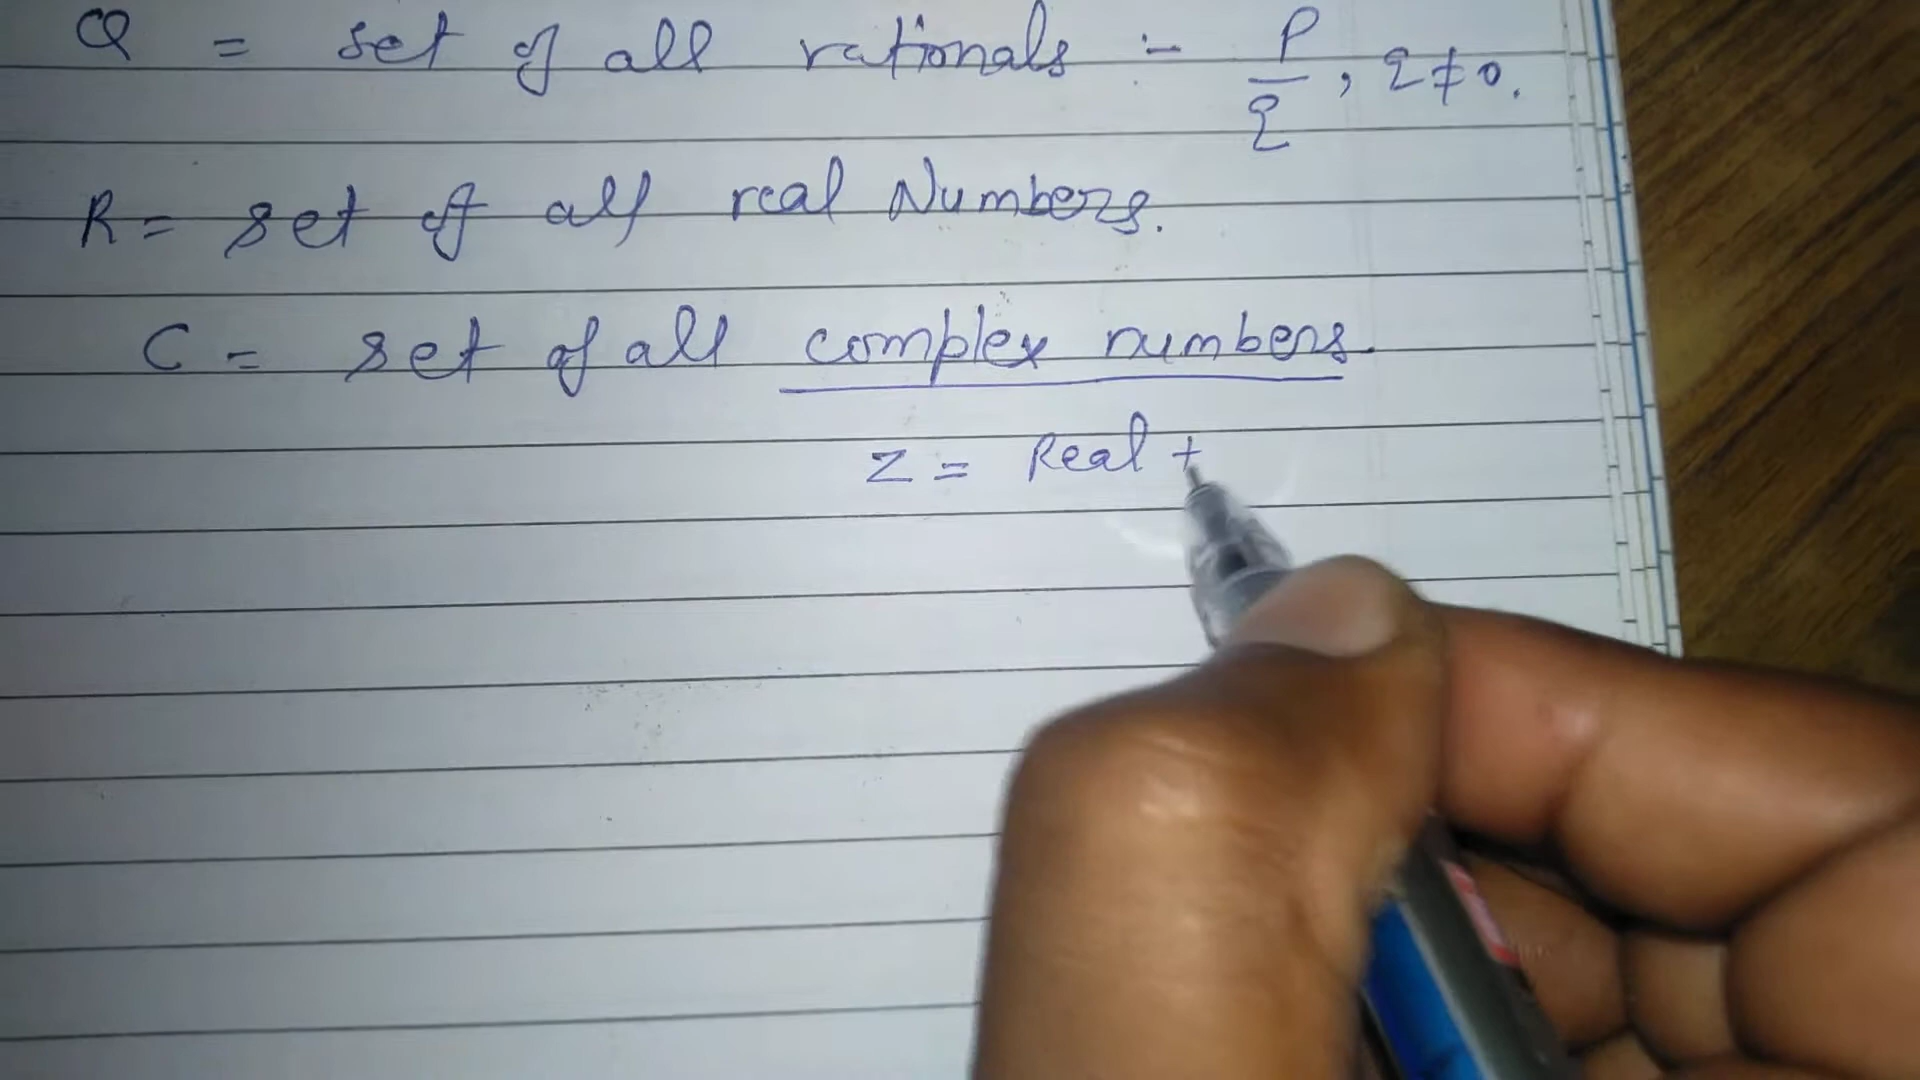 Q = set of all rationals :- P/q, q≠0.
R = set of all real Numbers.
C = set of all complex numbers.
Z = Real +